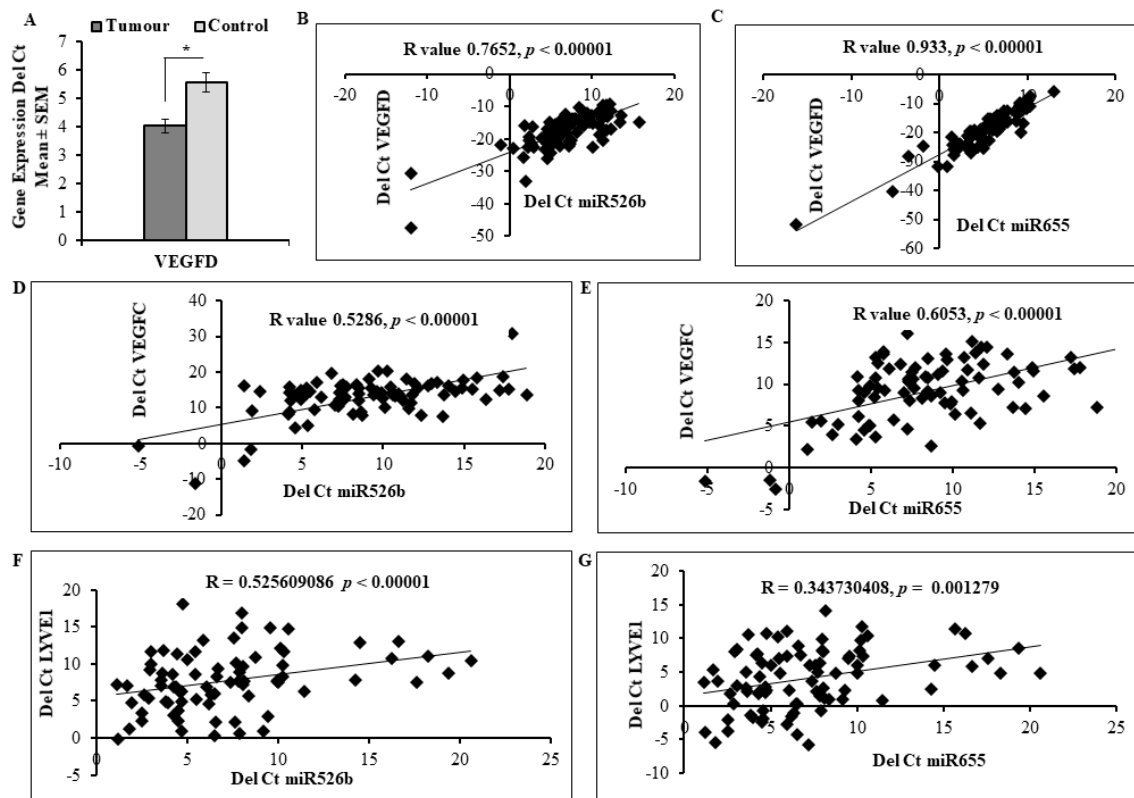 A
Tumour Control
*
Gene Expression Del Ct
Mean ± SEM
7
6
5
4
3
2
1
0
VEGFD
B
R value 0.7652, p < 0.00001
-20 0 20
0
-10
-20
-30
-40
-50
Del Ct VEGFD
Del Ct miR526b
C
R value 0.933, p < 0.00001
-20 0 20
0
-10
-20
-30
-40
-50
-60
Del Ct VEGFD
Del Ct miR655
D
R value 0.5286, p < 0.00001
Del Ct VEGFC
40
30
20
10
0
-10
-20
-10 -5 0 5 10 15 20
Del Ct miR526b
E
R value 0.6053, p < 0.00001
Del Ct VEGFC
20
15
10
5
0
-5
-10 -5 0 5 10 15 20
Del Ct miR655
F
R = 0.525609086 p < 0.00001
Del Ct LYVE1
20
15
10
5
0
-5
0 5 10 15 20 25
Del Ct miR526b
G
R = 0.343730408, p = 0.001279
Del Ct LYVE1
20
15
10
5
0
-5
-10
0 5 10 15 20 25
Del Ct miR655